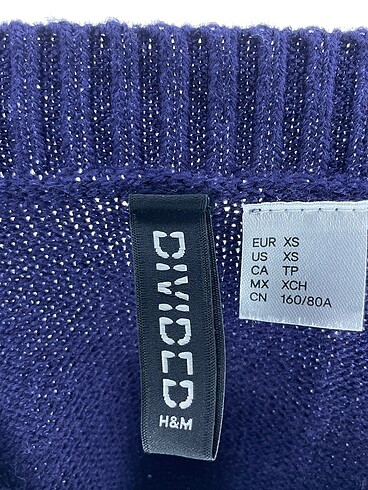 DIVIDED
H&M
EUR XS
US XS
CA TP
MX XCH
CN 160/80A